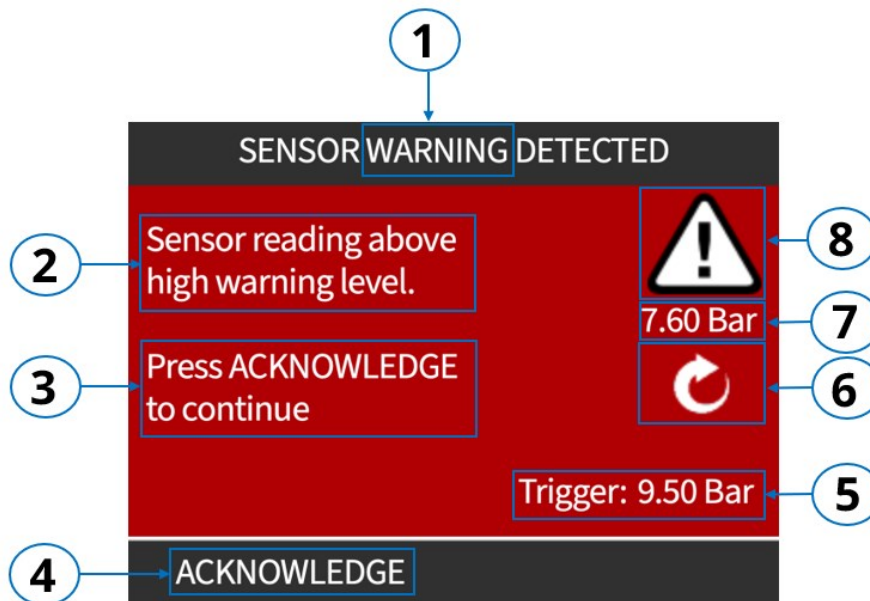 1
SENSOR WARNING DETECTED
Sensor reading above
high warning level.
2
8
7.60 Bar
7
Press ACKNOWLEDGE
to continue
3
6
Trigger: 9.50 Bar
5
ACKNOWLEDGE
4